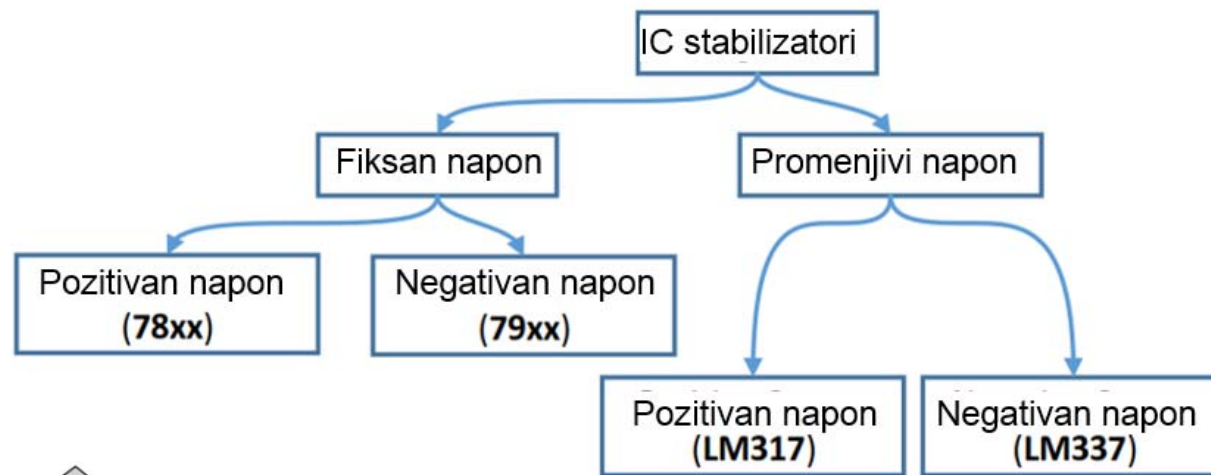 IC stabilizatori
Fiksan napon
Promenjivi napon
Pozitivan napon
(78xx)
Negativan napon
(79xx)
Pozitivan napon
(LM317)
Negativan napon
(LM337)